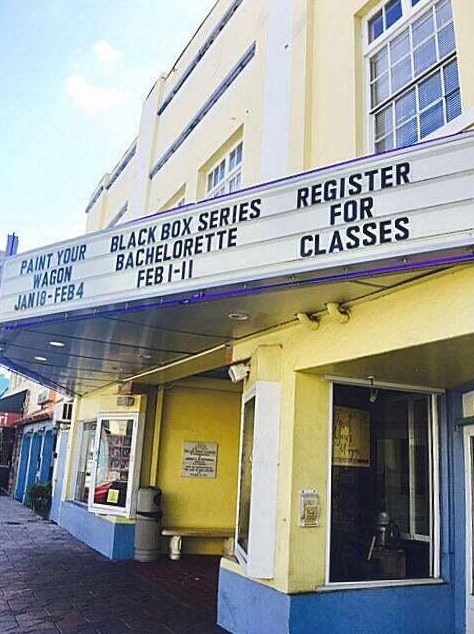 PAINT YOUR
WAGON
JAN18-FEB4
BLACK BOX SERIES
BACHELORETTE
FEB 1-11
REGISTER
FOR
CLASSES